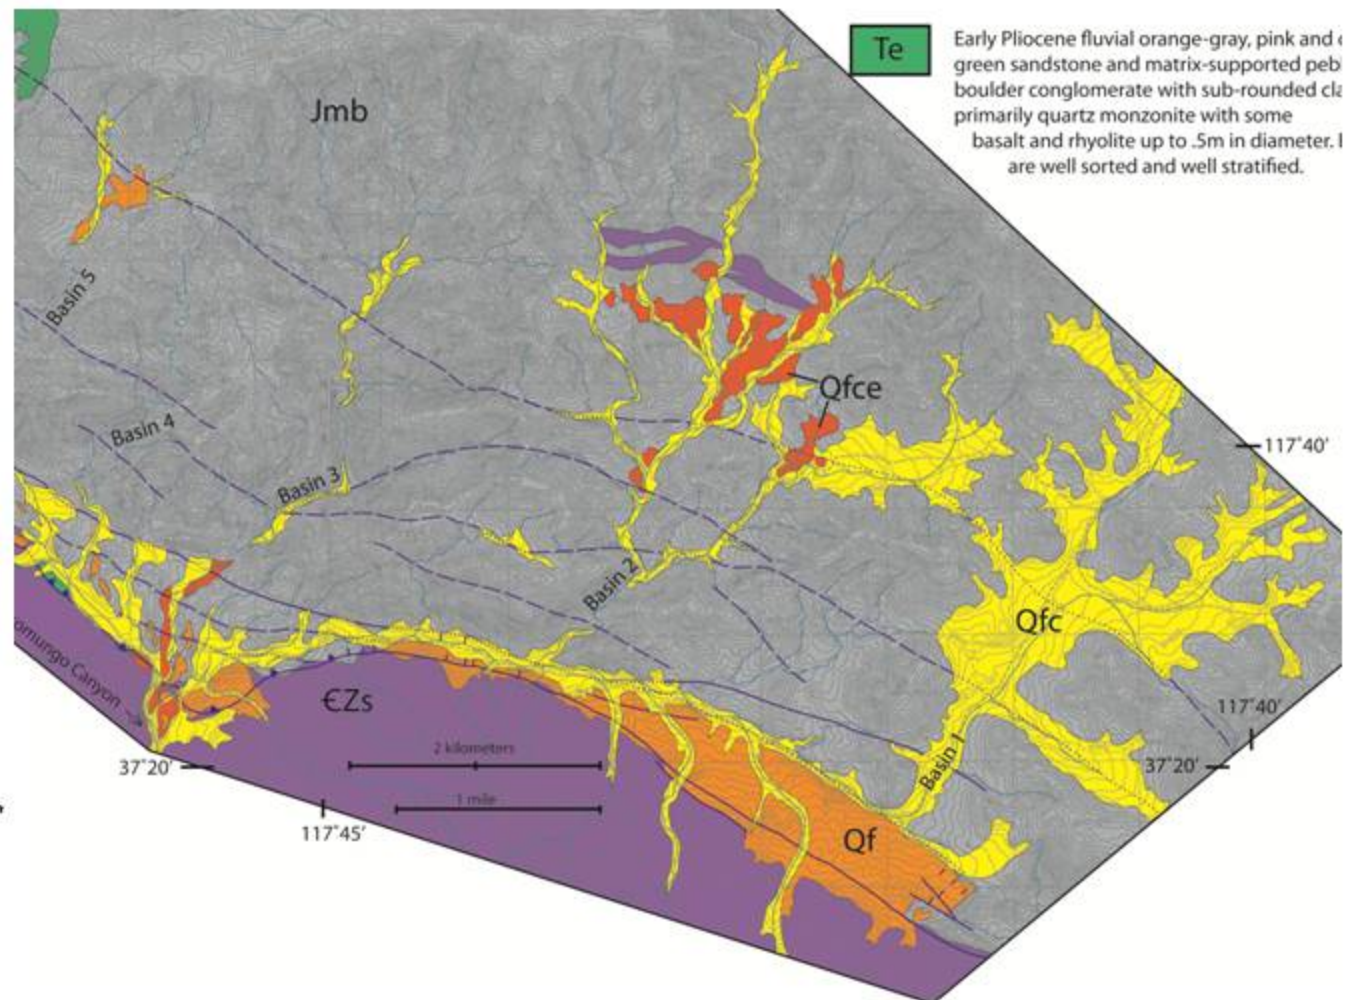 Te
Early Pliocene fluvial orange-gray, pink and
green sandstone and matrix-supported
boulder conglomerate with sub-rounded
primarily quartz monzonite with some
basalt and rhyolite up to .5m in diameter.
are well sorted and well stratified.
Jmb
Basin 5
Qfce
117˚40'
Basin 4
Basin 3
Basin 2
Qfc
Canyon
ЄZs
2 kilometers
117˚40'
37˚20'
Basin 1
37˚20'
1 mile
117˚45'
Qf